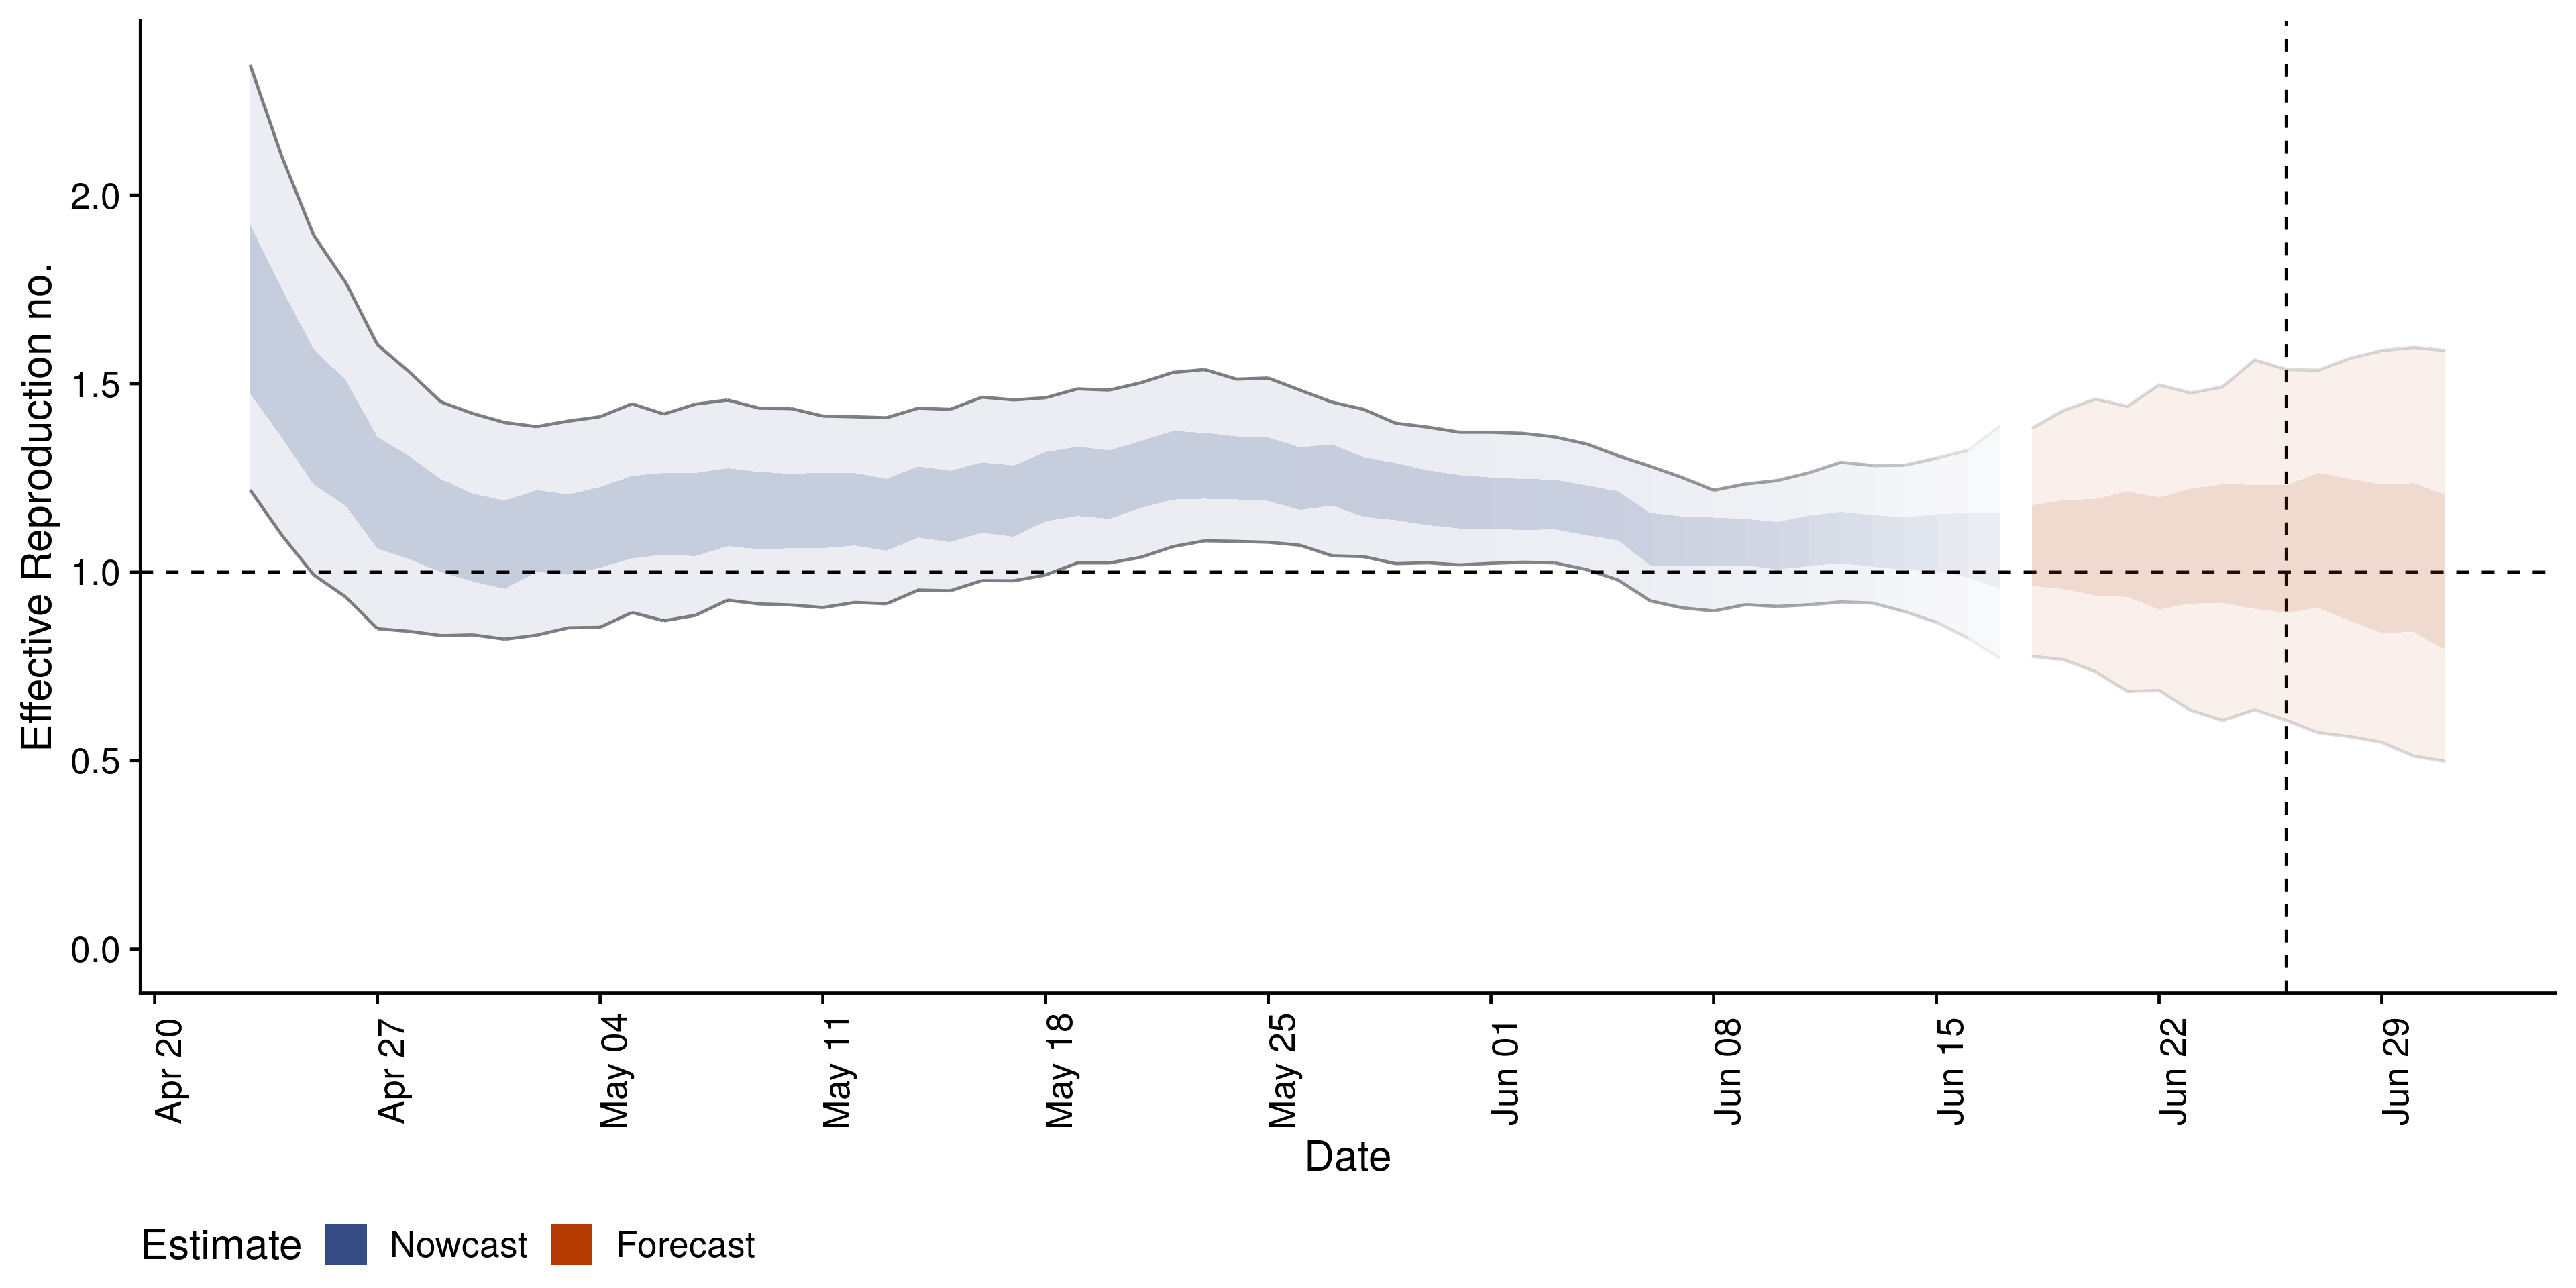 Effective Reproduction no.
2.0
1.5
1.0
0.5
0.0
Apr 20
Apr 27
May 04
May 11
May 18
May 25
Jun 01
Jun 08
Jun 15
Jun 22
Jun 29
Date
Estimate Nowcast Forecast